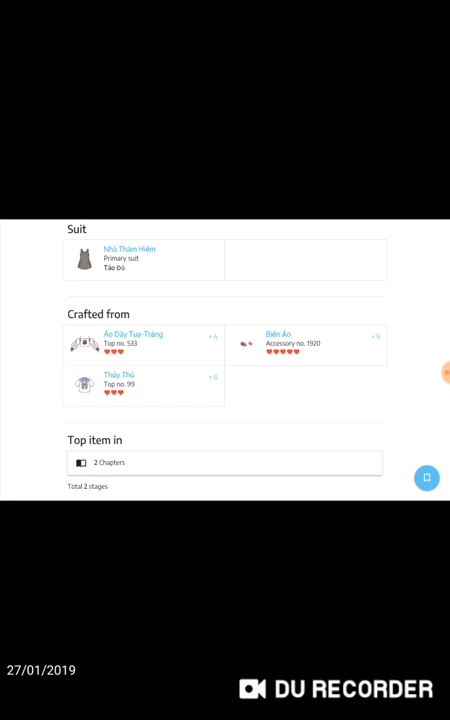 Suit
Nhà Thám Hiểm
Primary suit
Táo Đỏ
Crafted from
Áo Dây Tua-Trắng × 4
Top no. 533
Biến Ảo × 5
Accessory no. 1920
Thủy Thủ × 6
Top no. 99
Top item in
2 Chapters
Total 2 stages
27/01/2019
DU RECORDER